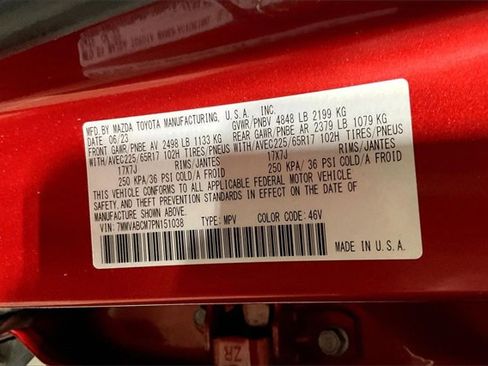 MFD.BY MAZDA TOYOTA MANUFACTURING, U.S.A., INC.
DATE 06/23 GVWR/PNBV 4848 LB 2199 KG
FRONT GAWR/PNBE AV 2498 LB 1133 KG REAR GAWR/PNBE AR 2379 LB 1079 KG
WITH/AVEC225/65R17 102H TIRES/PNEUS WITH/AVEC225/65R17 102H TIRES/PNEUS
17X7J RIMS/JANTES 17X7J RIMS/JANTES
250 KPA/ 36 PSI COLD/A FROID 250 KPA/ 36 PSI COLD/A FROID
THIS VEHICLE CONFORMS TO ALL APPLICABLE FEDERAL MOTOR VEHICLE
SAFETY,AND THEFT PREVENTION STANDARDS IN EFFECT ON THE DATE OF
MANUFACTURE SHOWN ABOVE.
VIN:7MMVABCM7PN151038 TYPE: MPV COLOR CODE: 46V
MADE IN U.S.A.
ZR